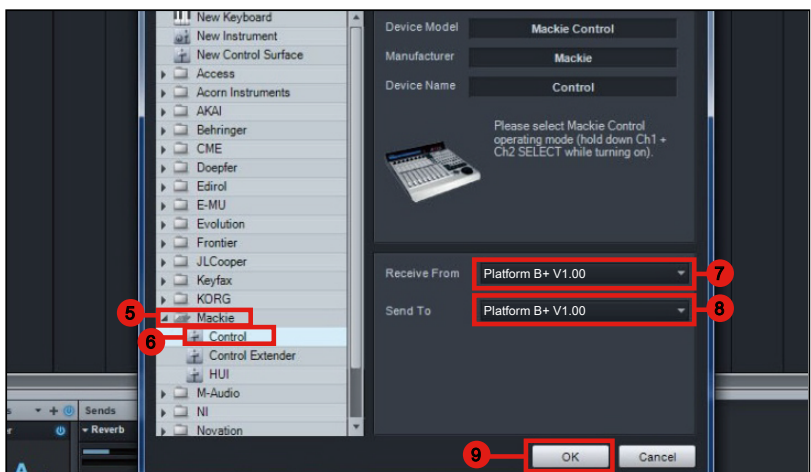 New Keyboard
New Instrument
New Control Surface
Access
Acorn Instruments
AKAI
Behringer
CME
Doepfer
Edirol
E-MU
Evolution
Frontier
JLCooper
Keyfax
KORG
5 Mackie
6 Control
Control Extender
HUI
M-Audio
NI
Novation
Device Model Mackie Control
Manufacturer Mackie
Device Name Control
Please select Mackie Control
operating mode (hold down Ch1 +
Ch2 SELECT while turning on).
Receive From Platform B+ V1.00 7
Send To Platform B+ V1.00 8
9 OK Cancel
Sends
Reverb